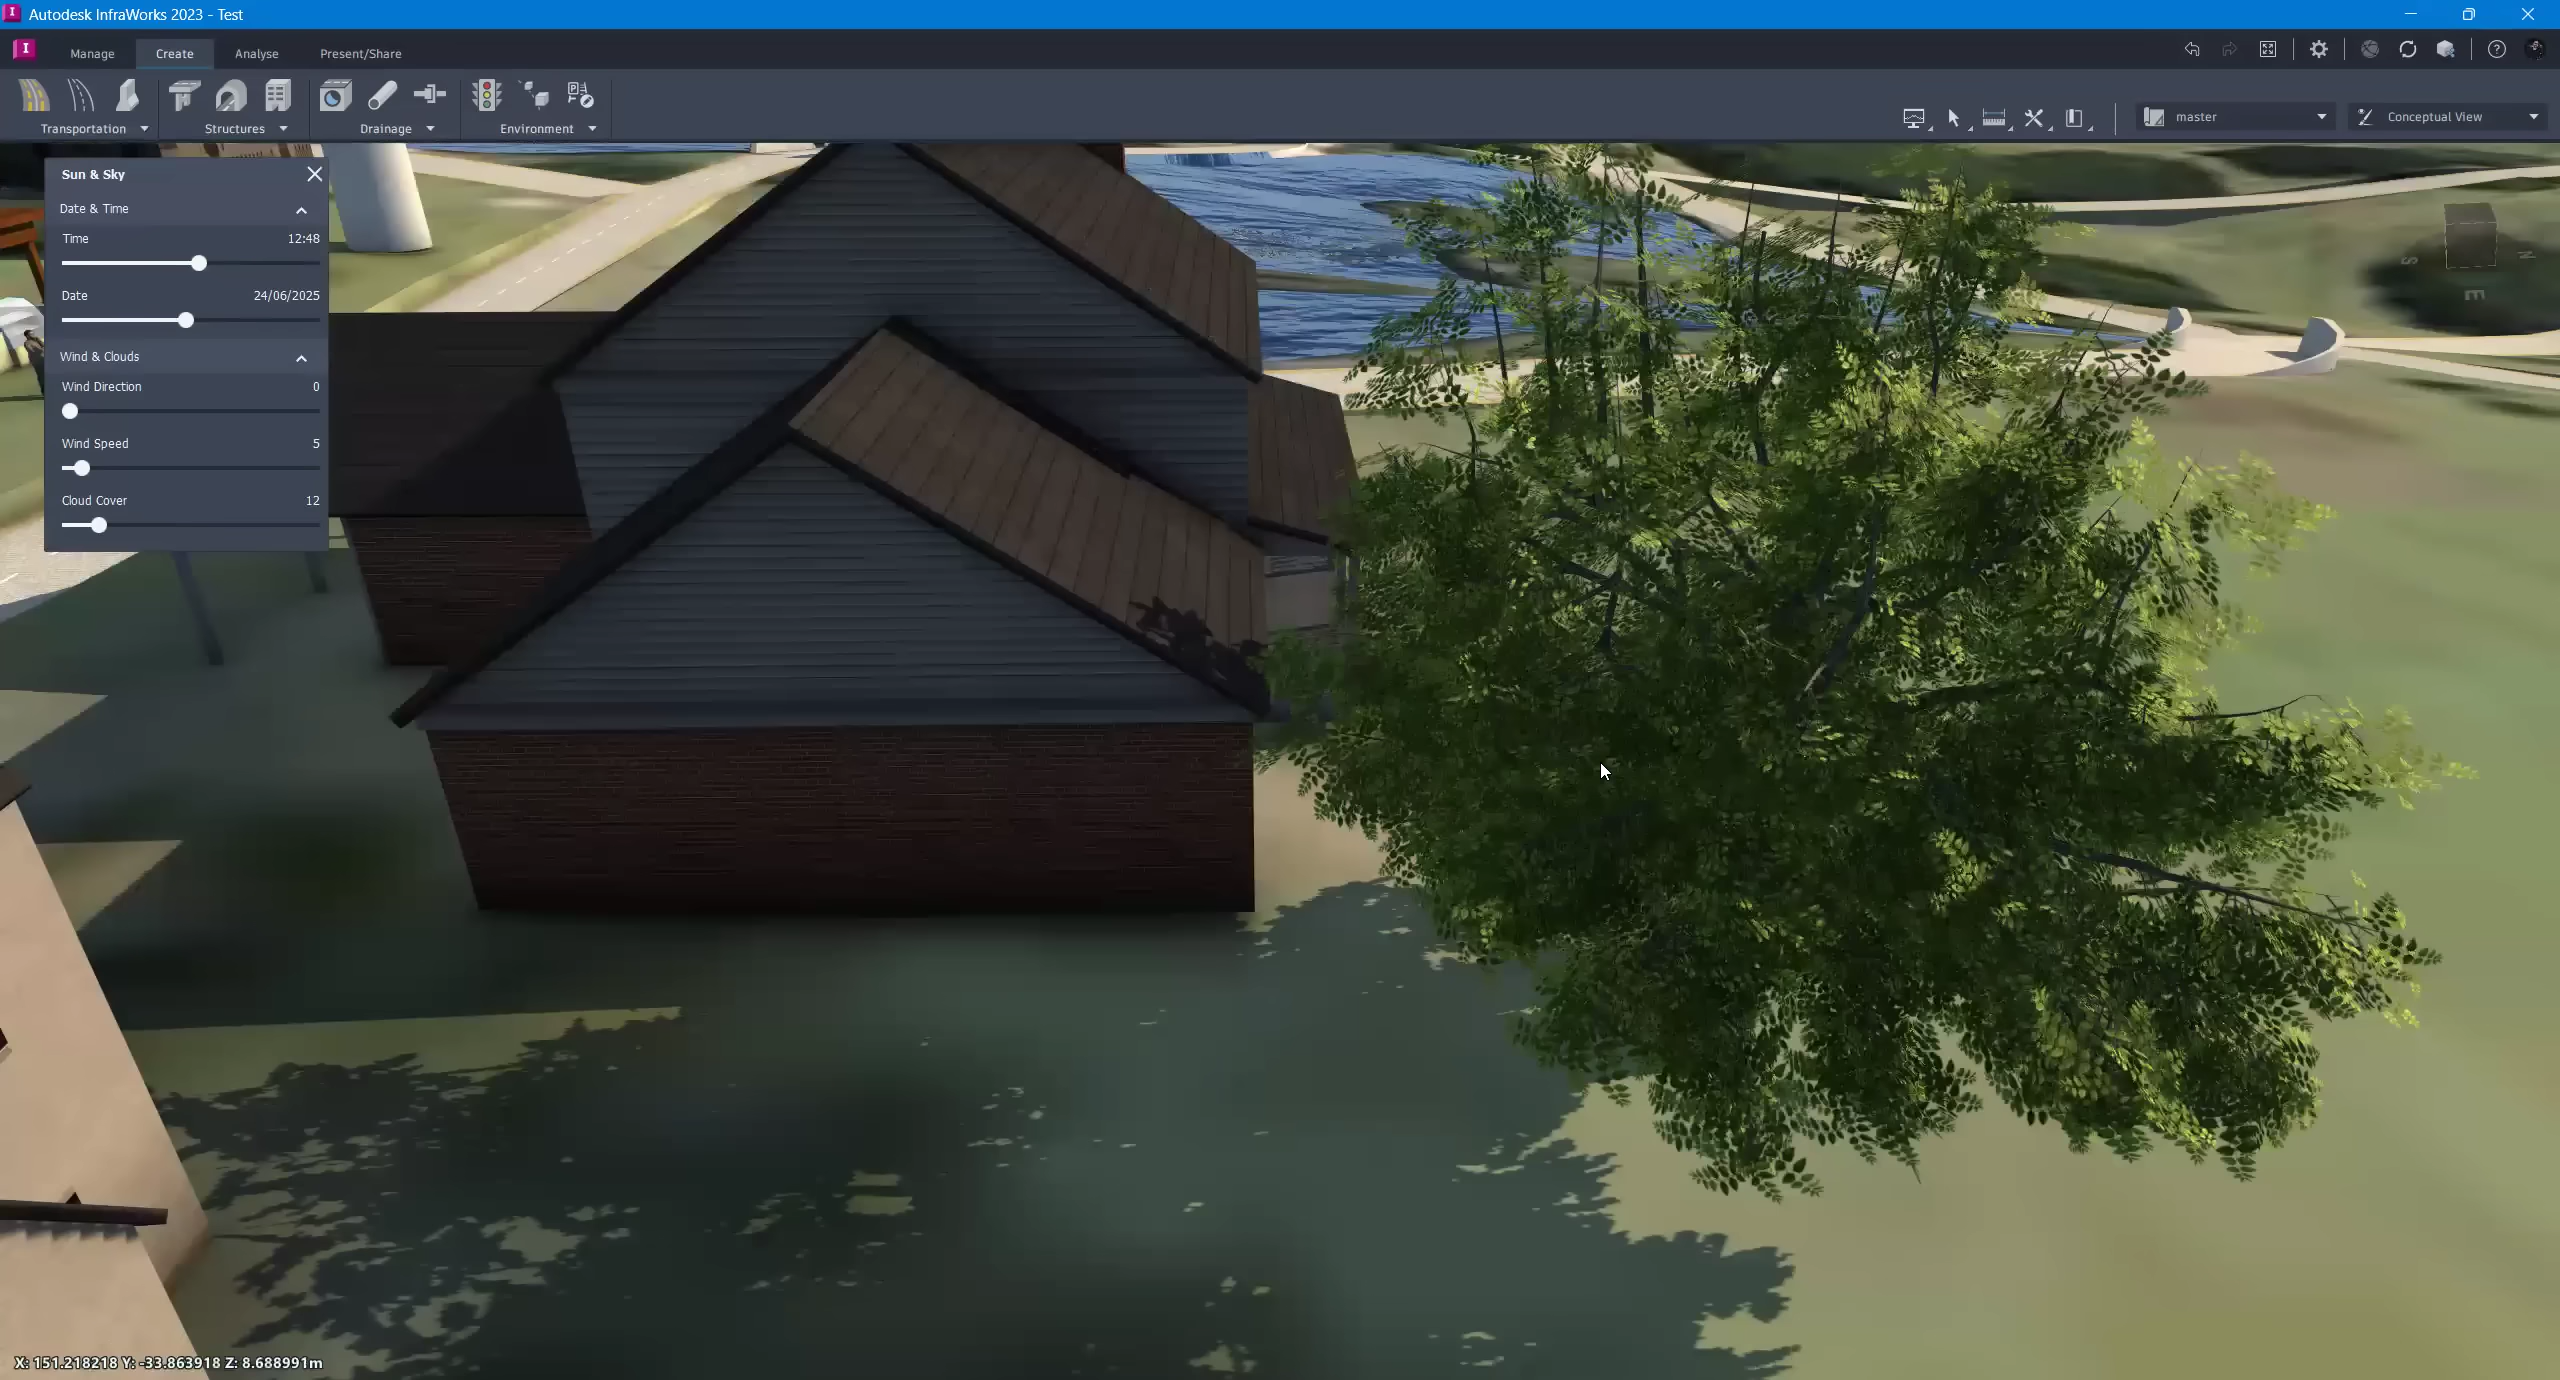 Autodesk InfraWorks 2023 - Test
Manage
Create
Analyse
Present/Share
Transportation
Structures
Drainage
Environment
master
Conceptual View
Sun & Sky
Date & Time
Time 12:48
Date 24/06/2025
Wind & Clouds
Wind Direction 0
Wind Speed 5
Cloud Cover 12
S
N
E
X: 151.218218 Y: -33.863918 Z: 8.688991m